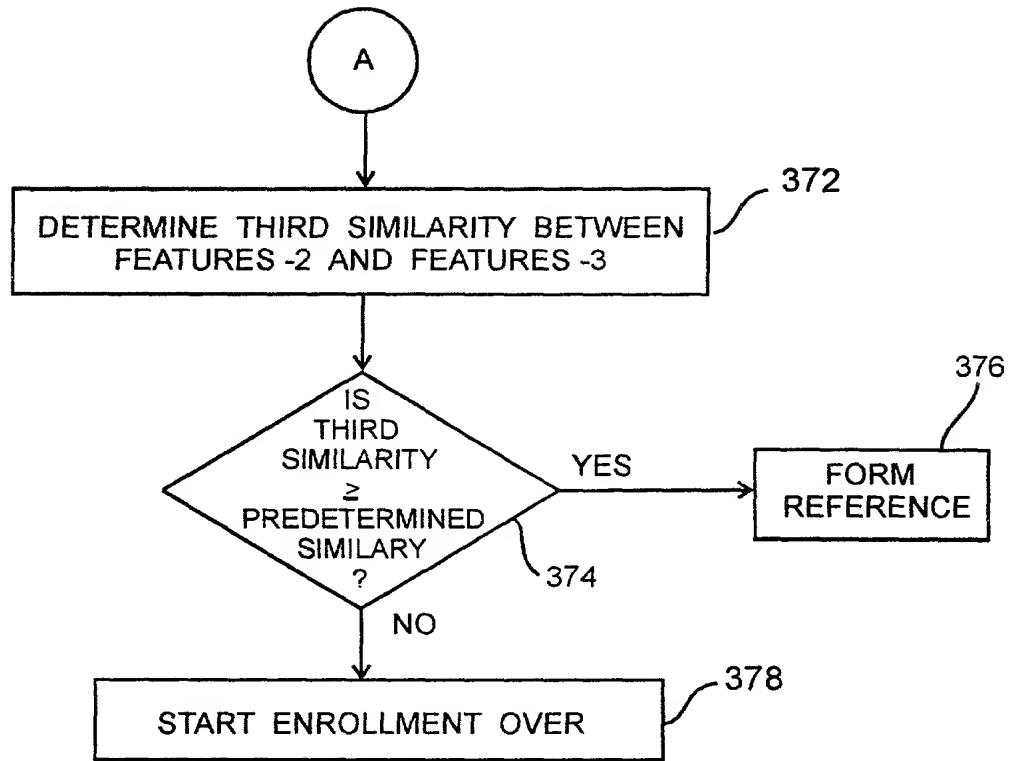 A
372
DETERMINE THIRD SIMILARITY BETWEEN
FEATURES -2 AND FEATURES -3
IS
THIRD
SIMILARITY
≥
PREDETERMINED
SIMILARY
?
374
YES
376
FORM
REFERENCE
NO
378
START ENROLLMENT OVER